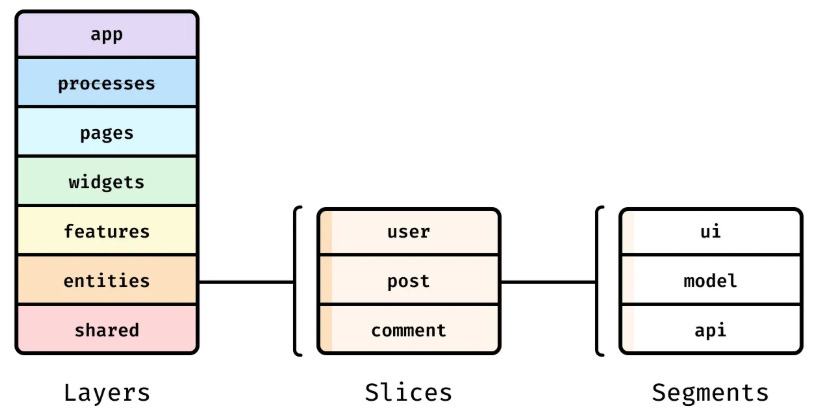 app
processes
pages
widgets
features
entities
shared
Layers
user
post
comment
Slices
ui
model
api
Segments